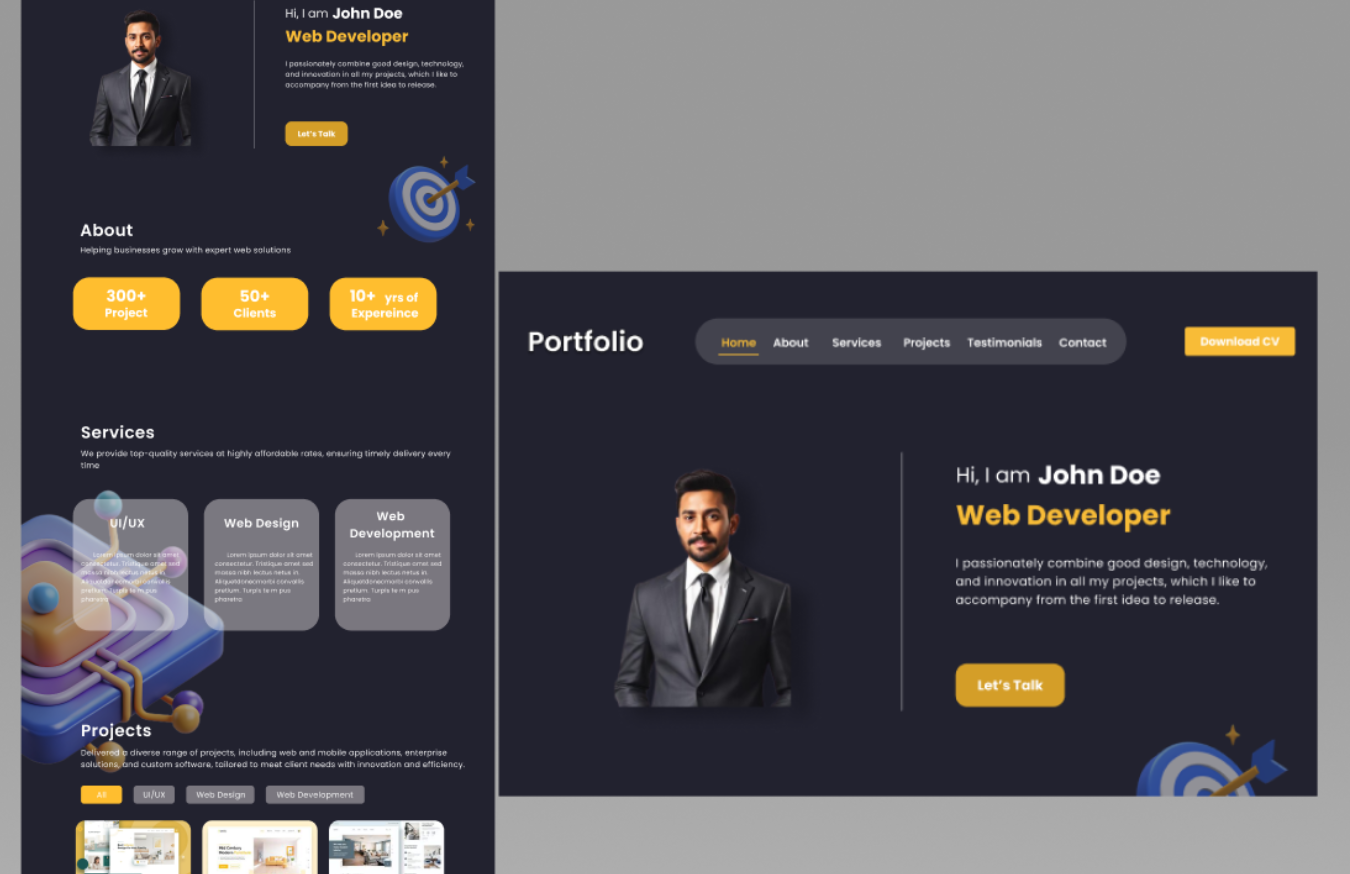 Hi, I am John Doe
Web Developer
I passionately combine good design, technology,
and innovation in all my projects, which I like to
accompany from the first idea to release.
Let's Talk
About
Helping businesses grow with expert web solutions
300+
Project
50+
Clients
10+ yrs of
Expereince
Services
We provide top-quality services at highly affordable rates, ensuring timely delivery every
time
UI/UX
Lorem ipsum dolor sit amet
consectetur. Tristique amet sed
massa nibh lectus netus in.
pretium. Turpis te m pus
pharetra
Web Design
Lorem ipsum dolor sit amet
consectetur. Tristique amet sed
massa nibh lectus netus in.
Aliquetdonecmorbi convallis
pretium. Turpis te m pus
pharetra
Web
Development
Lorem ipsum dolor sit amet
consectetur. Tristique amet sed
massa nibh lectus netus in.
Aliquetdonecmorbi convallis
pretium. Turpis te m pus
pharetra
Projects
Delivered a diverse range of projects, including web and mobile applications, enterprise
solutions, and custom software, tailored to meet client needs with innovation and efficiency.
All
UI/UX
Web Design
Web Development
Portfolio
Home About Services Projects Testimonials Contact
Download CV
Hi, I am John Doe
Web Developer
I passionately combine good design, technology,
and innovation in all my projects, which I like to
accompany from the first idea to release.
Let's Talk